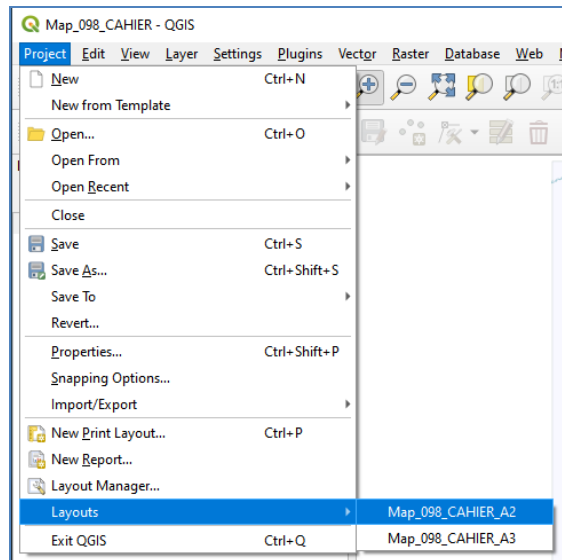 Map_098_CAHIER - QGIS
Project Edit View Layer Settings Plugins Vector Raster Database Web
New Ctrl+N
New from Template
Open... Ctrl+O
Open From
Open Recent
Close
Save Ctrl+S
Save As... Ctrl+Shift+S
Save To
Revert...
Properties... Ctrl+Shift+P
Snapping Options...
Import/Export
New Print Layout... Ctrl+P
New Report...
Layout Manager...
Layouts Map_098_CAHIER_A2
Exit QGIS Ctrl+Q Map_098_CAHIER_A3